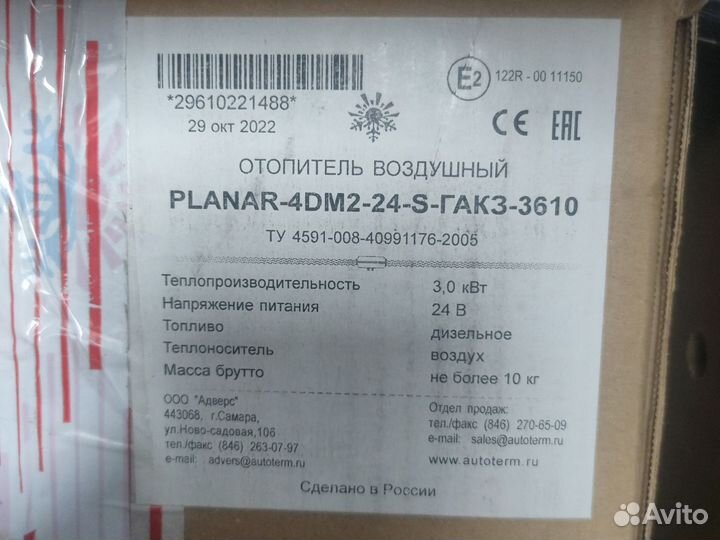 E2
122R - 00 11150
*29610221488*
29 окт 2022
CE EAC
ОТОПИТЕЛЬ ВОЗДУШНЫЙ
PLANAR-4DM2-24-S-ГАКЗ-3610
ТУ 4591-008-40991176-2005
Теплопроизводительность 3,0 кВт
Напряжение питания 24 В
Топливо дизельное
Теплоноситель воздух
Масса брутто не более 10 кг
ООО "Адверс"
443068, г.Самара,
ул.Ново-садовая,106
тел./факс (846) 263-07-97
e-mail: advers@autoterm.ru
Отдел продаж:
тел./факс (846) 270-65-09
e-mail: sales@autoterm.ru
www.autoterm.ru
Сделано в России
Avito